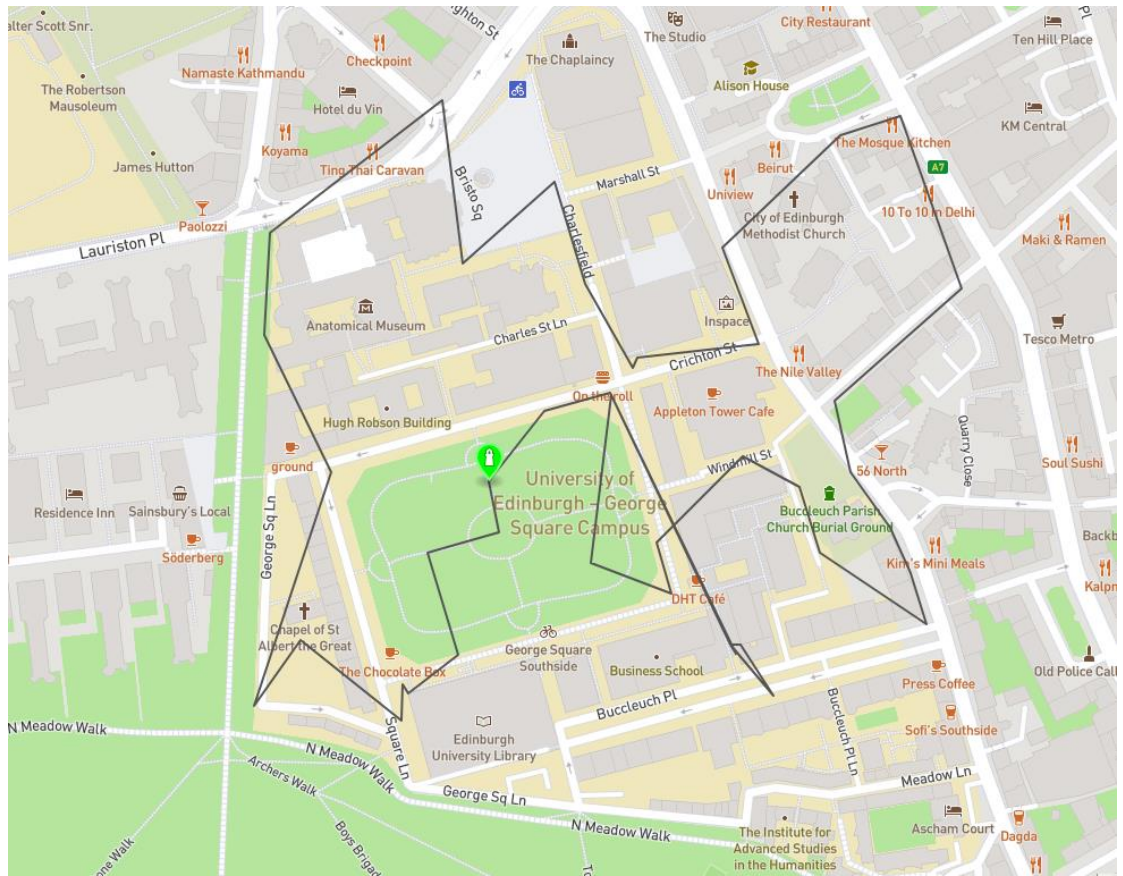 alter Scott Snr.
The Robertson
Mausoleum
James Hutton
Namaste Kathmandu
Checkpoint
Hotel du Vin
Koyama
Ting Thai Caravan
Paolozzi
Lauriston Pl
Bristo Sq
The Chaplaincy
The Studio
City Restaurant
Ten Hill Place
Alison House
KM Central
The Mosque Kitchen
Beirut
Uniview
Marshall St
A7
10 To 10 In Delhi
City of Edinburgh
Methodist Church
Maki & Ramen
Charlesfield
Anatomical Museum
Charles St Ln
Inspace
Crichton St
Tesco Metro
The Nile Valley
On the roll
Appleton Tower Cafe
Hugh Robson Building
ground
Quarry Close
Windmill St
56 North
Soul Sushi
University of
Edinburgh – George
Square Campus
Residence Inn
Sainsbury's Local
Buccleuch Parish
Church Burial Ground
Söderberg
George Sq Ln
Kim's Mini Meals
DHT Café
Chapel of St
Albert the Great
George Square
Southside
The Chocolate Box
Business School
Old Police Call
Press Coffee
Buccleuch Pl
N Meadow Walk
Square Ln
Edinburgh
University Library
Sofi's Southside
Buccleuch Pl Ln
N Meadow Walk
Archers Walk
Meadow Ln
George Sq Ln
N Meadow Walk
Ascham Court
Dagda
The Institute for
Advanced Studies
in the Humanities
Boys Brigad
one Walk